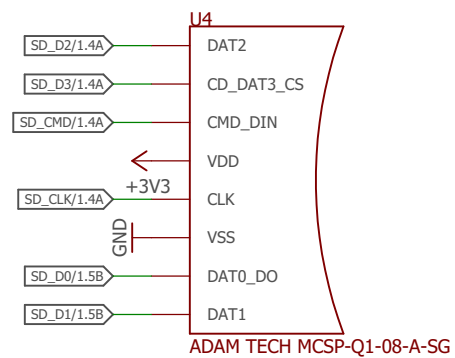 U4
SD_D2/1.4A DAT2
SD_D3/1.4A CD_DAT3_CS
SD_CMD/1.4A CMD_DIN
VDD
+3V3
SD_CLK/1.4A CLK
GND VSS
SD_D0/1.5B DAT0_DO
SD_D1/1.5B DAT1
ADAM TECH MCSP-Q1-08-A-SG